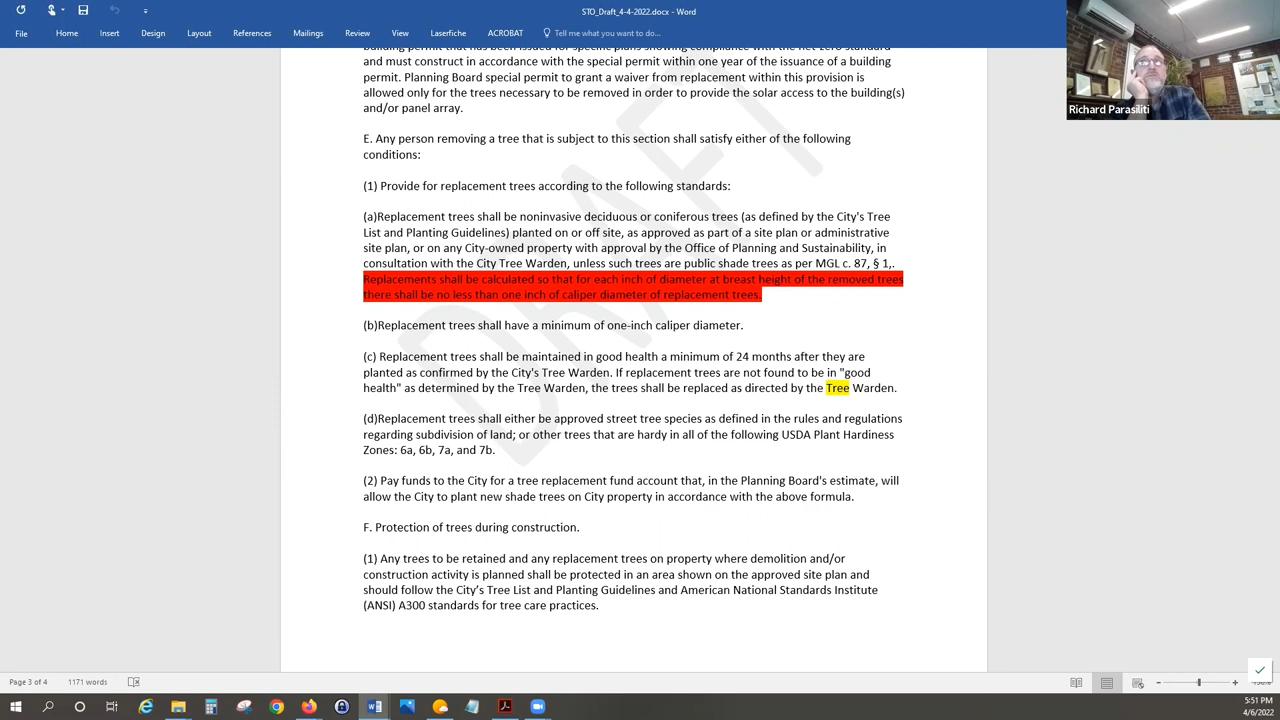 STO_Draft_4-4-2022.docx - Word
File Home Insert Design Layout References Mailings Review View Laserfiche ACROBAT Tell me what you want to do...
Richard Parasiliti
building permit that has been issued for specific plans showing compliance with the net zero standard
and must construct in accordance with the special permit within one year of the issuance of a building
permit. Planning Board special permit to grant a waiver from replacement within this provision is
allowed only for the trees necessary to be removed in order to provide the solar access to the building(s)
and/or panel array.
E. Any person removing a tree that is subject to this section shall satisfy either of the following
conditions:
(1) Provide for replacement trees according to the following standards:
(a)Replacement trees shall be noninvasive deciduous or coniferous trees (as defined by the City's Tree
List and Planting Guidelines) planted on or off site, as approved as part of a site plan or administrative
site plan, or on any City-owned property with approval by the Office of Planning and Sustainability, in
consultation with the City Tree Warden, unless such trees are public shade trees as per MGL c. 87, § 1,.
Replacements shall be calculated so that for each inch of diameter at breast height of the removed trees
there shall be no less than one inch of caliper diameter of replacement trees.
(b)Replacement trees shall have a minimum of one-inch caliper diameter.
(c) Replacement trees shall be maintained in good health a minimum of 24 months after they are
planted as confirmed by the City's Tree Warden. If replacement trees are not found to be in "good
health" as determined by the Tree Warden, the trees shall be replaced as directed by the Tree Warden.
(d)Replacement trees shall either be approved street tree species as defined in the rules and regulations
regarding subdivision of land; or other trees that are hardy in all of the following USDA Plant Hardiness
Zones: 6a, 6b, 7a, and 7b.
(2) Pay funds to the City for a tree replacement fund account that, in the Planning Board's estimate, will
allow the City to plant new shade trees on City property in accordance with the above formula.
F. Protection of trees during construction.
(1) Any trees to be retained and any replacement trees on property where demolition and/or
construction activity is planned shall be protected in an area shown on the approved site plan and
should follow the City’s Tree List and Planting Guidelines and American National Standards Institute
(ANSI) A300 standards for tree care practices.
DRAFT
Page 3 of 4 1171 words
5:51 PM
4/6/2022